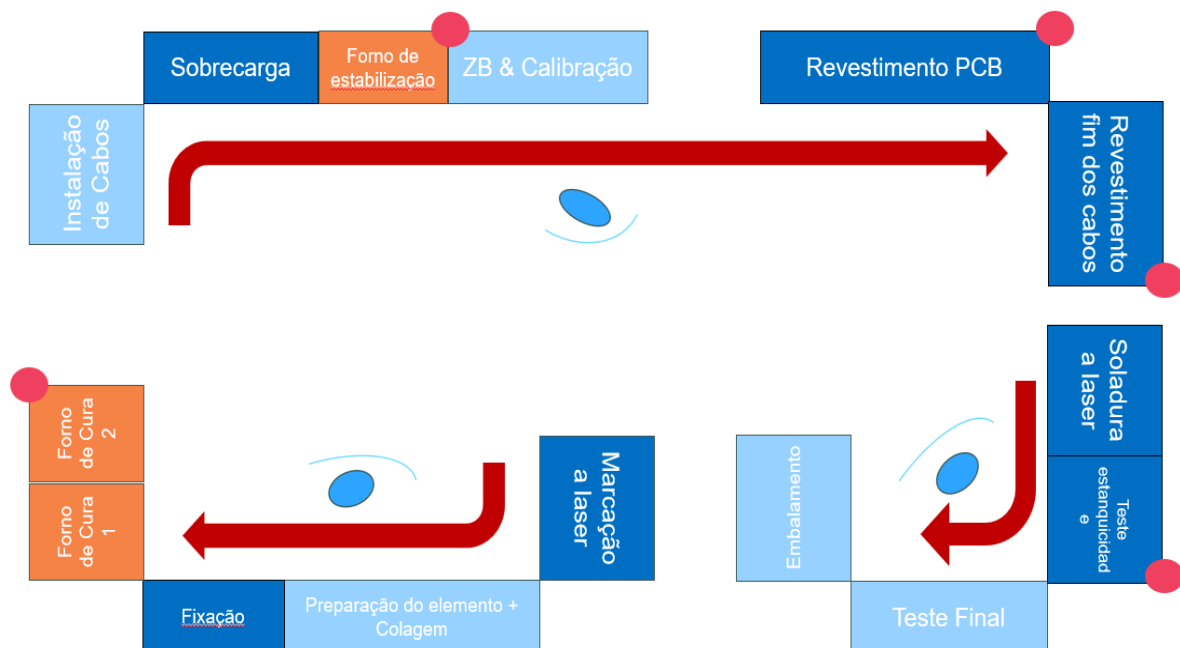 Sobrecarga
Forno de
estabilização
ZB & Calibração
Revestimento PCB
Instalação
de Cabos
Revestimento
fim dos cabos
Forno
de Cura
2
Forno
de Cura
1
Marcação
a laser
Fixação
Preparação do elemento +
Colagem
Soladura
a laser
Teste
estanquicidad
e
Embalamento
Teste Final